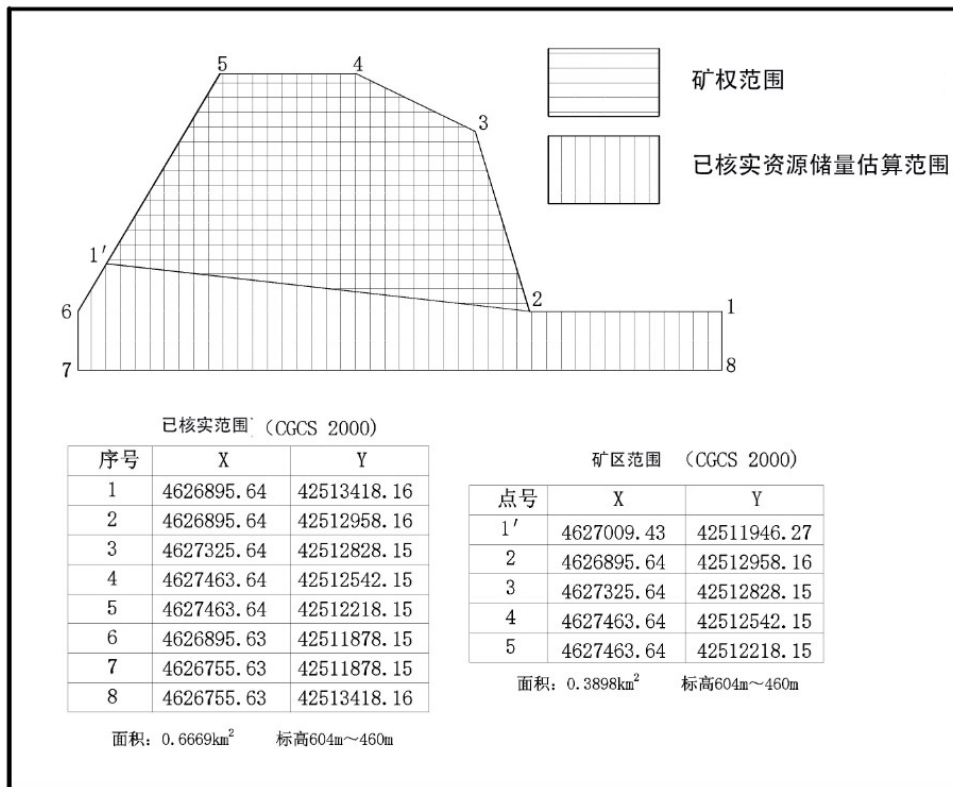 5
4
矿权范围
3
已核实资源储量估算范围
1′
2
1
6
7
8
已核实范围 (CGCS 2000)
序号 X Y
1 4626895.64 42513418.16
2 4626895.64 42512958.16
3 4627325.64 42512828.15
4 4627463.64 42512542.15
5 4627463.64 42512218.15
6 4626895.63 42511878.15
7 4626755.63 42511878.15
8 4626755.63 42513418.16
面积: 0.6669km² 标高604m～460m
矿区范围 (CGCS 2000)
点号 X Y
1′ 4627009.43 42511946.27
2 4626895.64 42512958.16
3 4627325.64 42512828.15
4 4627463.64 42512542.15
5 4627463.64 42512218.15
面积: 0.3898km² 标高604m～460m